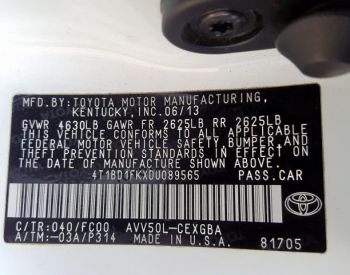 MFD.BY:TOYOTA MOTOR MANUFACTURING,
KENTUCKY,INC.06/13
GVWR 4630LB GAWR FR 2625LB RR 2625LB
THIS VEHICLE CONFORMS TO ALL APPLICABLE
FEDERAL MOTOR VEHICLE SAFETY, BUMPER, AND
THEFT PREVENTION STANDARDS IN EFFECT ON
THE DATE OF MANUFACTURE SHOWN ABOVE.
4T1BD1FKXDU089565 PASS.CAR
C/TR:040/FC00 AVV50L-CEXGBA
A/TM:-03A/P314 MADE IN U.S.A. 81705